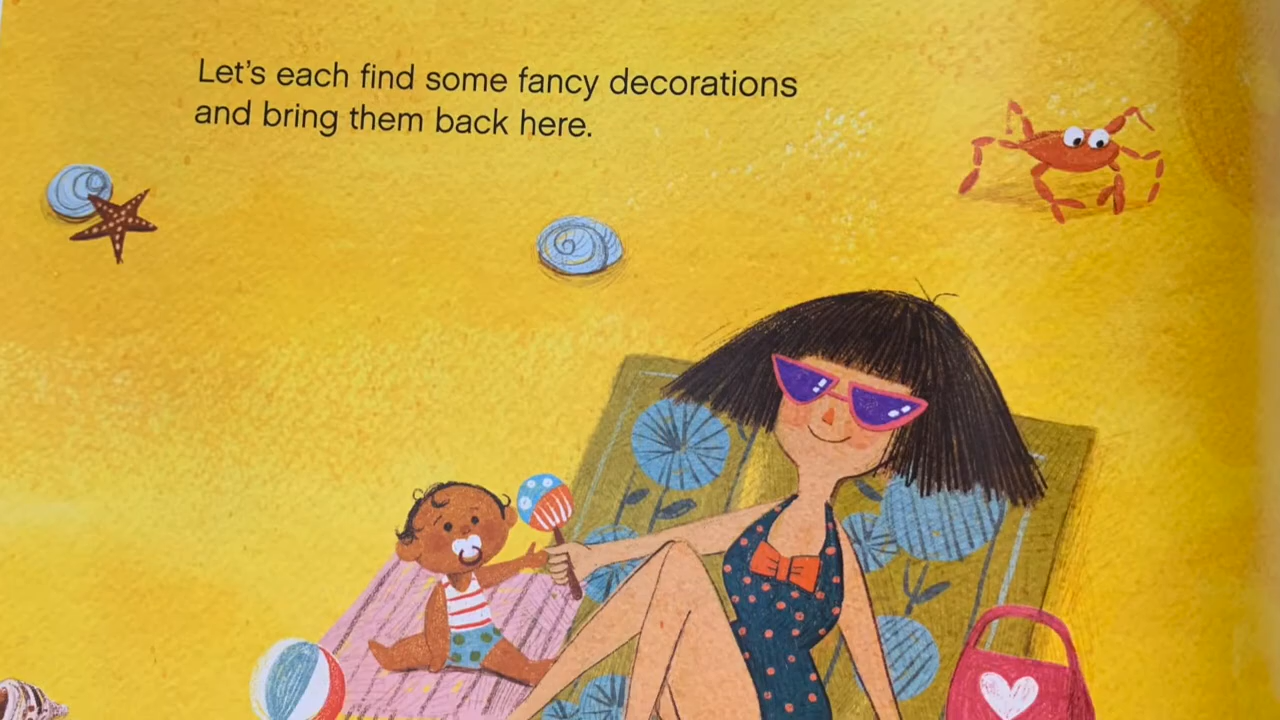 Let's each find some fancy decorations
and bring them back here.